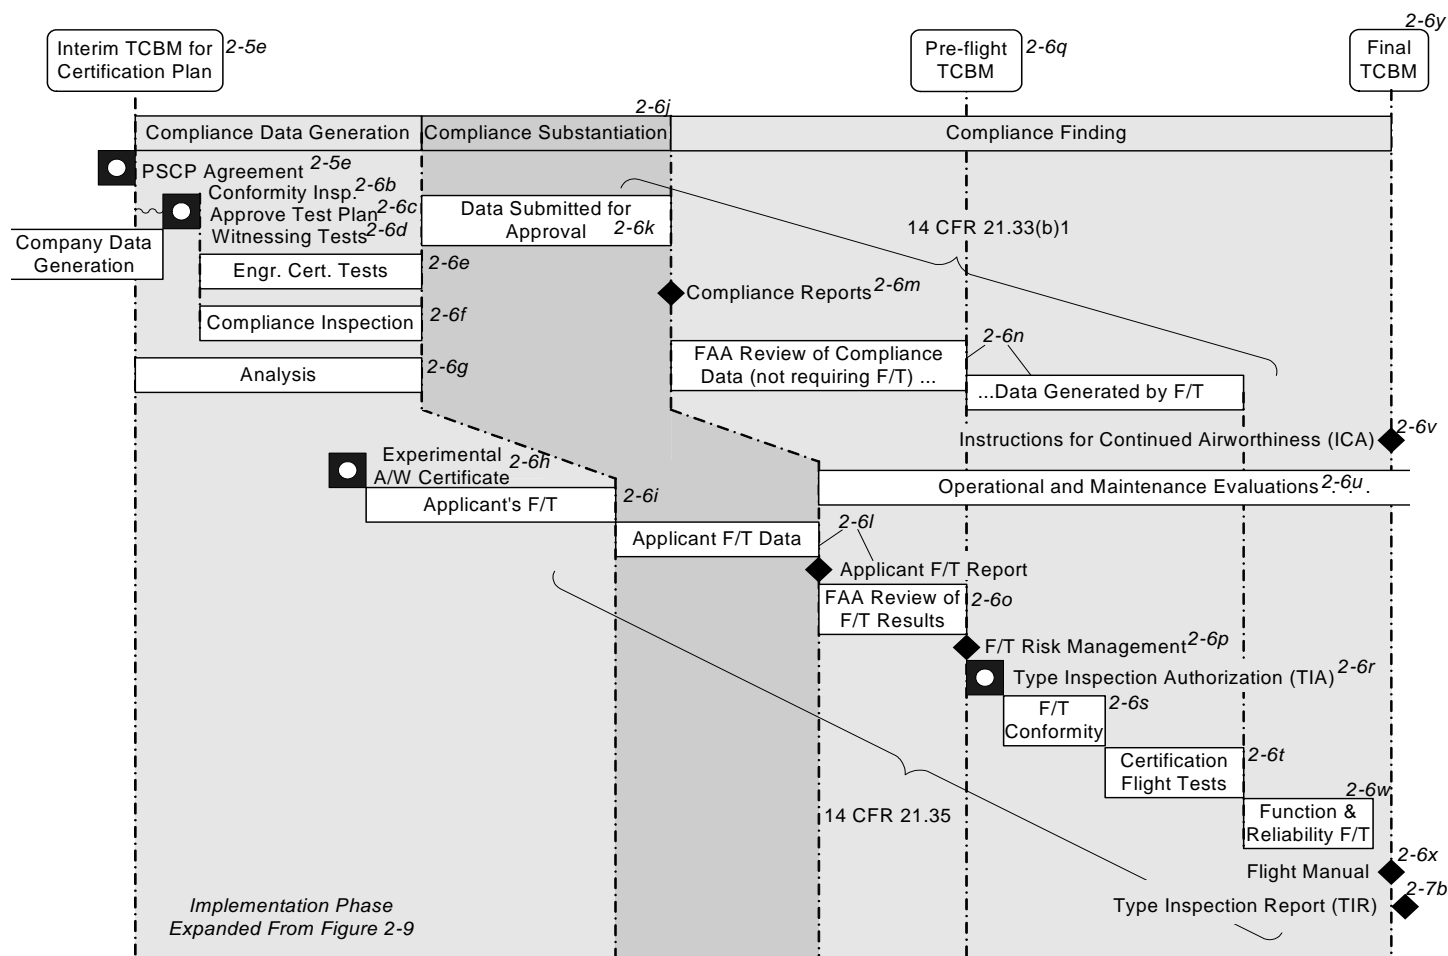 2-6y
Interim TCBM for
Certification Plan
2-5e
Pre-flight
TCBM
2-6q
Final
TCBM
2-6j
Compliance Data Generation
Compliance Substantiation
Compliance Finding
PSCP Agreement 2-5e
Conformity Insp. 2-6b
Approve Test Plan 2-6c
Witnessing Tests 2-6d
Company Data
Generation
Data Submitted for
Approval 2-6k
14 CFR 21.33(b)1
Engr. Cert. Tests
2-6e
Compliance Reports 2-6m
Compliance Inspection
2-6f
2-6n
FAA Review of Compliance
Data (not requiring F/T) ...
Analysis
2-6g
...Data Generated by F/T
2-6v
Instructions for Continued Airworthiness (ICA)
Experimental
A/W Certificate
2-6h
Operational and Maintenance Evaluations 2-6u. . .
Applicant's F/T
2-6i
2-6l
Applicant F/T Data
Applicant F/T Report
FAA Review of
F/T Results
2-6o
F/T Risk Management 2-6p
Type Inspection Authorization (TIA) 2-6r
F/T
Conformity
2-6s
Certification
Flight Tests
2-6t
2-6w
14 CFR 21.35
Function &
Reliability F/T
2-6x
Flight Manual
2-7b
Type Inspection Report (TIR)
Implementation Phase
Expanded From Figure 2-9